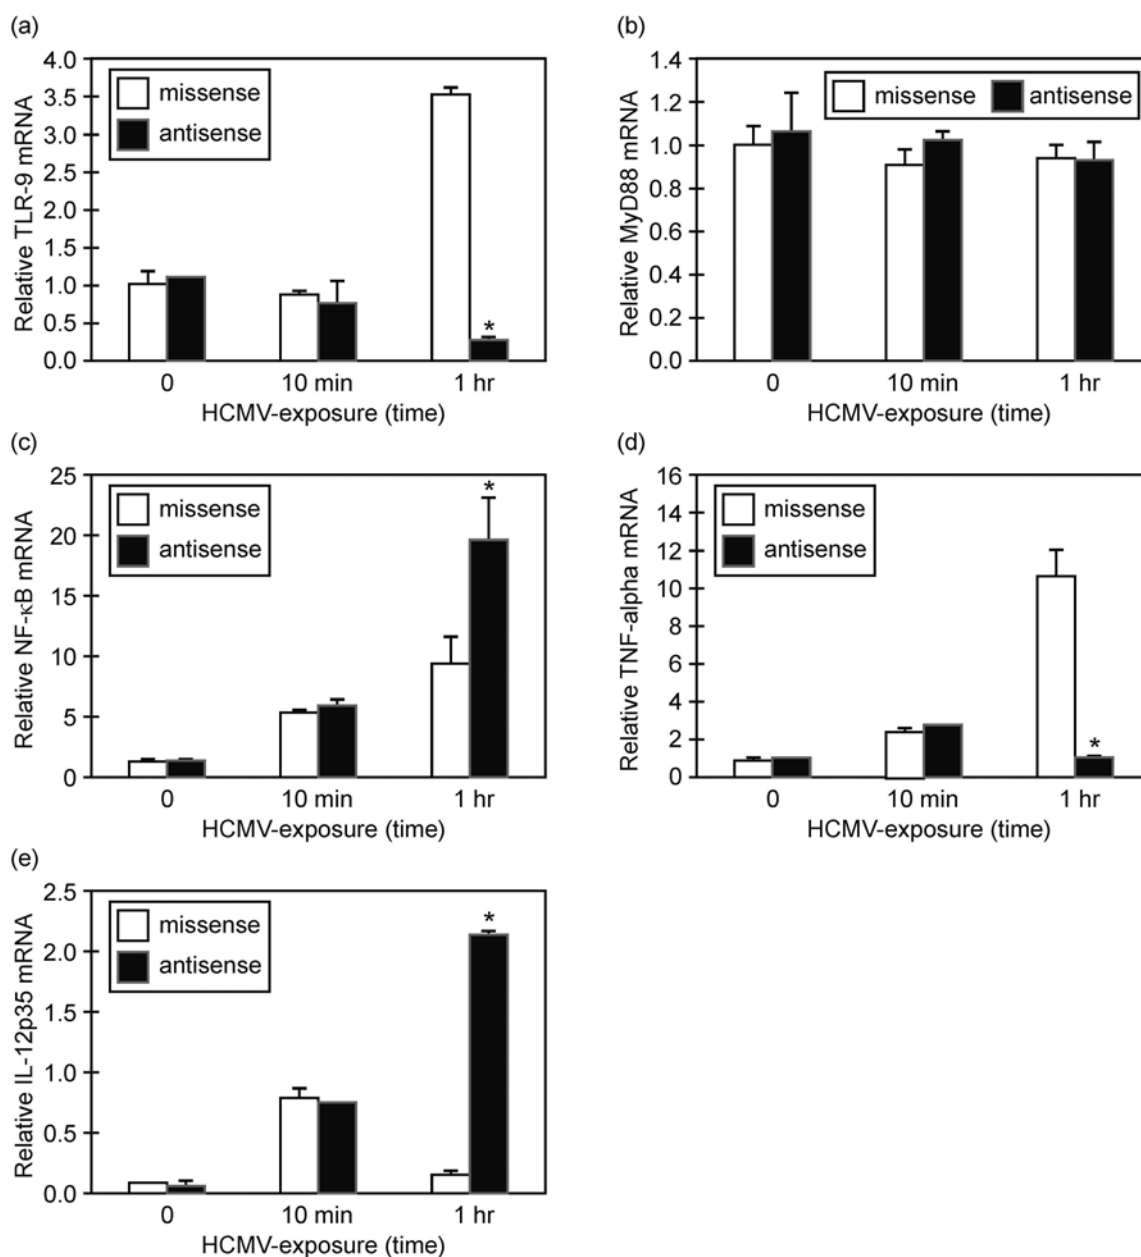 (a)
Relative TLR-9 mRNA
4.0
3.5
3.0
2.5
2.0
1.5
1.0
0.5
0.0
missense
antisense
*
0 10 min 1 hr
HCMV-exposure (time)
(b)
Relative MyD88 mRNA
1.4
1.2
1.0
0.8
0.6
0.4
0.2
0.0
missense antisense
0 10 min 1 hr
HCMV-exposure (time)
(c)
Relative NF-κB mRNA
25
20
15
10
5
0
missense
antisense
*
0 10 min 1 hr
HCMV-exposure (time)
(d)
Relative TNF-alpha mRNA
16
14
12
10
8
6
4
2
0
missense
antisense
*
0 10 min 1 hr
HCMV-exposure (time)
(e)
Relative IL-12p35 mRNA
2.5
2.0
1.5
1.0
0.5
0.0
missense
antisense
*
0 10 min 1 hr
HCMV-exposure (time)